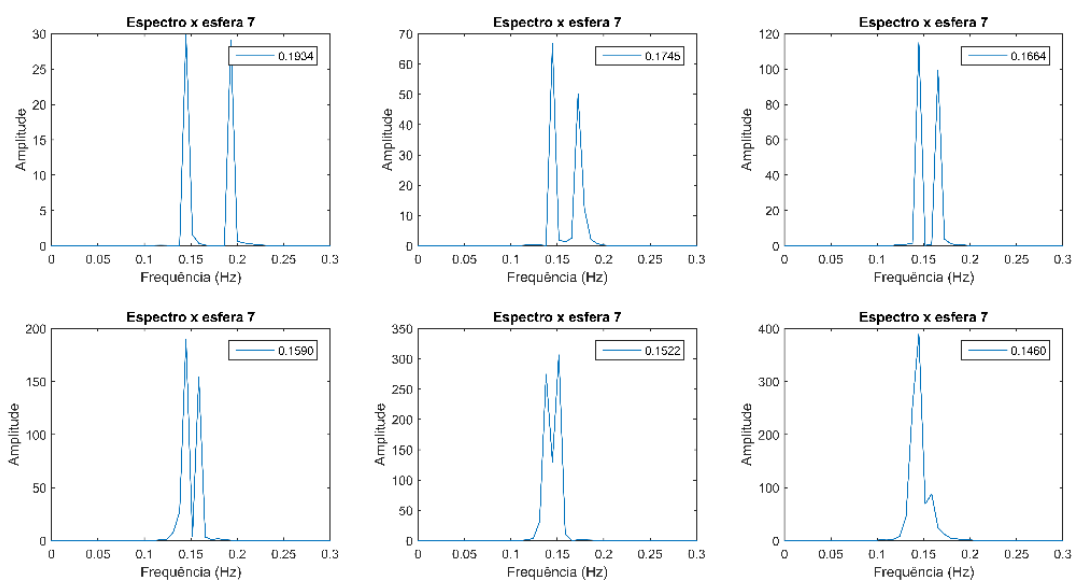 Espectro x esfera 7
30
25
20
15
10
5
0
0 0.05 0.1 0.15 0.2 0.25 0.3
Amplitude
Frequência (Hz)
0.1934
Espectro x esfera 7
70
60
50
40
30
20
10
0
0 0.05 0.1 0.15 0.2 0.25 0.3
Amplitude
Frequência (Hz)
0.1745
Espectro x esfera 7
120
100
80
60
40
20
0
0 0.05 0.1 0.15 0.2 0.25 0.3
Amplitude
Frequência (Hz)
0.1664
Espectro x esfera 7
200
150
100
50
0
0 0.05 0.1 0.15 0.2 0.25 0.3
Amplitude
Frequência (Hz)
0.1590
Espectro x esfera 7
350
300
250
200
150
100
50
0
0 0.05 0.1 0.15 0.2 0.25 0.3
Amplitude
Frequência (Hz)
0.1522
Espectro x esfera 7
400
300
200
100
0
0 0.05 0.1 0.15 0.2 0.25 0.3
Amplitude
Frequência (Hz)
0.1460